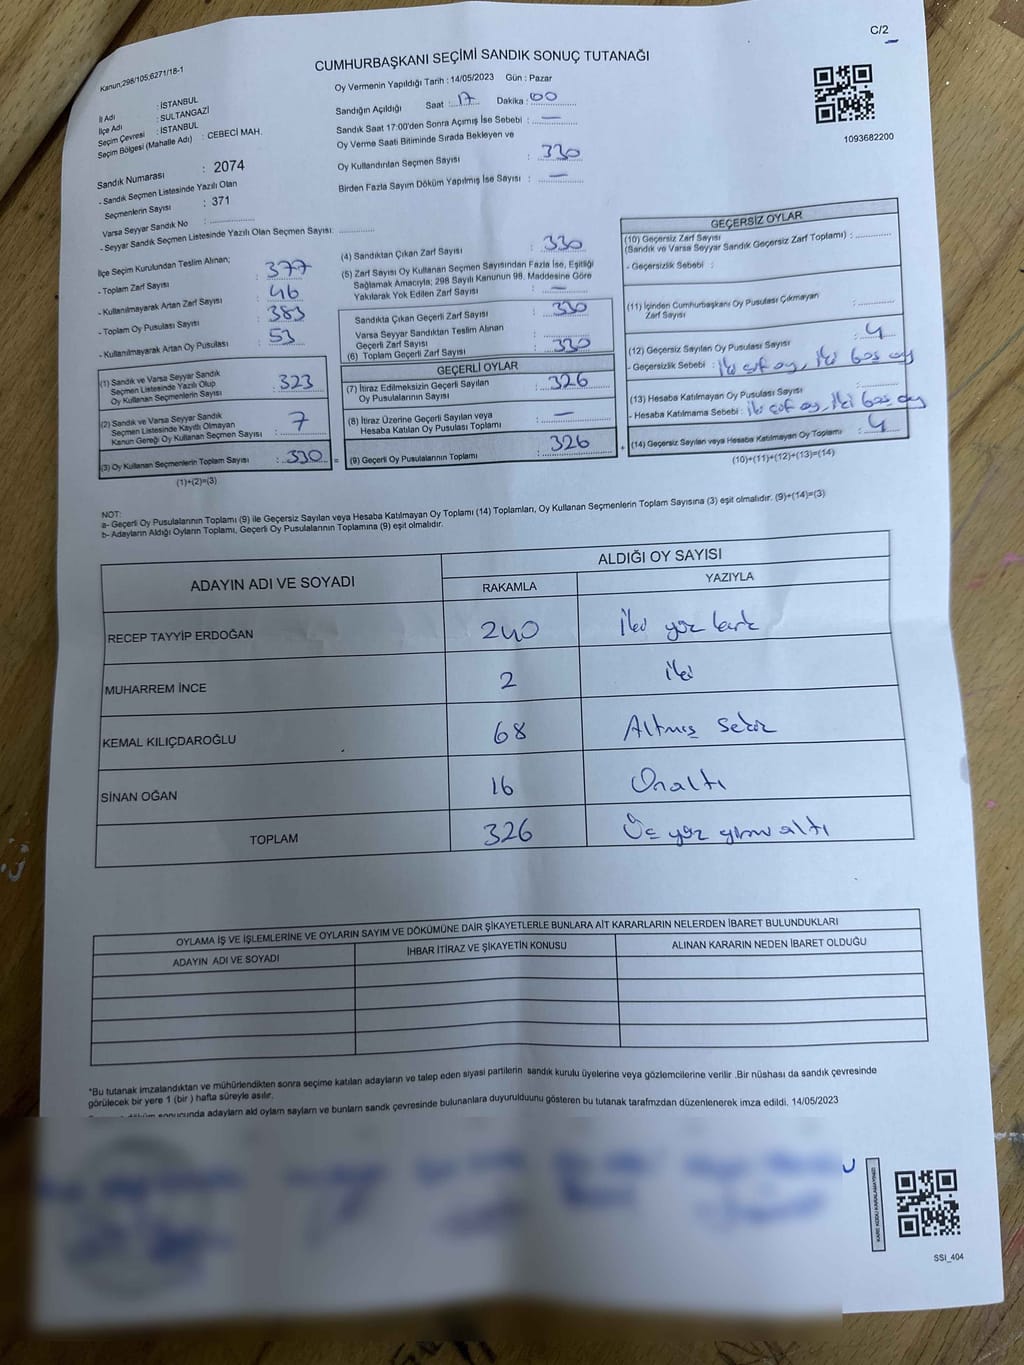 C/2
Kanun:298/105,6271/18-1
CUMHURBAŞKANI SEÇİMİ SANDIK SONUÇ TUTANAĞI
İl Adı : İSTANBUL
İlçe Adı : SULTANGAZİ
Seçim Çevresi : İSTANBUL
Seçim Bölgesi (Mahalle Adı) : CEBECİ MAH.
Sandık Numarası : 2074
- Sandık Seçmen Listesinde Yazılı Olan
Seçmenlerin Sayısı : 371
Varsa Seyyar Sandık No :
- Seyyar Sandık Seçmen Listesinde Yazılı Olan Seçmen Sayısı:
Oy Vermenin Yapıldığı Tarih : 14/05/2023 Gün : Pazar
Sandığın Açıldığı Saat : 17 Dakika : 00
Sandık Saat 17:00'den Sonra Açımış İse Sebebi : —
Oy Verme Saati Bitiminde Sırada Bekleyen ve
Oy Kullandırılan Seçmen Sayısı : 330
Birden Fazla Sayım Döküm Yapılmış İse Sayısı : —
1093682200
İlçe Seçim Kurulundan Teslim Alınan;
- Toplam Zarf Sayısı : 377
- Kullanılmayarak Artan Zarf Sayısı : 46
- Toplam Oy Pusulası Sayısı : 383
- Kullanılmayarak Artan Oy Pusulası : 53
(1) Sandık ve Varsa Seyyar Sandık
Seçmen Listesinde Yazılı Olup
Oy Kullanan Seçmenlerin Sayısı : 323
(2) Sandık ve Varsa Seyyar Sandık
Seçmen Listesinde Kayıtlı Olmayan
Kanun Gereği Oy Kullanan Seçmen Sayısı : 7
(3) Oy Kullanan Seçmenlerin Toplam Sayısı : 330 =
(1)+(2)=(3)
(4) Sandıktan Çıkan Zarf Sayısı : 330
(5) Zarf Sayısı Oy Kullanan Seçmen Sayısından Fazla İse, Eşitliği
Sağlamak Amacıyla; 298 Sayılı Kanunun 98. Maddesine Göre
Yakılarak Yok Edilen Zarf Sayısı : —
Sandıkta Çıkan Geçerli Zarf Sayısı : 330
Varsa Seyyar Sandıktan Teslim Alınan
Geçerli Zarf Sayısı :
(6) Toplam Geçerli Zarf Sayısı : 330
GEÇERLİ OYLAR
(7) İtiraz Edilmeksizin Geçerli Sayılan
Oy Pusulasının Sayısı : 326
(8) İtiraz Üzerine Geçerli Sayılan veya
Hesaba Katılan Oy Pusulası Toplamı : —
(9) Geçerli Oy Pusulalarının Toplamı : 326 +
GEÇERSİZ OYLAR
(10) Geçersiz Zarf Sayısı
(Sandık ve Varsa Seyyar Sandık Geçersiz Zarf Toplamı) :
- Geçersizlik Sebebi :
(11) İçinden Cumhurbaşkanı Oy Pusulası Çıkmayan
Zarf Sayısı :
(12) Geçersiz Sayılan Oy Pusulası Sayısı : 4
- Geçersizlik Sebebi : iki çift oy, iki boş oy
(13) Hesaba Katılmayan Oy Pusulası Sayısı :
- Hesaba Katılmama Sebebi : iki çift oy, iki boş oy
(14) Geçersiz Sayılan veya Hesaba Katılmayan Oy Toplamı : 4
(10)+(11)+(12)+(13)=(14)
NOT:
a- Geçerli Oy Pusulalarının Toplamı (9) ile Geçersiz Sayılan veya Hesaba Katılmayan Oy Toplamı (14) Toplamları, Oy Kullanan Seçmenlerin Toplam Sayısına (3) eşit olmalıdır. (9)+(14)=(3)
b- Adayların Aldığı Oyların Toplamı, Geçerli Oy Pusulalarının Toplamına (9) eşit olmalıdır.
ADAYIN ADI VE SOYADI ALDIĞI OY SAYISI
RAKAMLA YAZIYLA
RECEP TAYYİP ERDOĞAN 240 İki yüz kırk
MUHARREM İNCE 2 iki
KEMAL KILIÇDAROĞLU 68 Altmış Sekiz
SİNAN OĞAN 16 Onaltı
TOPLAM 326 Üç yüz yirmi altı
OYLAMA İŞ VE İŞLEMLERİNE VE OYLARIN SAYIM VE DÖKÜMÜNE DAİR ŞİKAYETLERLE BUNLARA AİT KARARLARIN NELERDEN İBARET BULUNDUKLARI
ADAYIN ADI VE SOYADI İHBAR İTİRAZ VE ŞİKAYETİN KONUSU ALINAN KARARIN NEDEN İBARET OLDUĞU
*Bu tutanak imzalandıktan ve mühürlendikten sonra seçime katılan adayların ve talep eden siyasi partilerin sandık kurulu üyelerine veya gözlemcilerine verilir .Bir nüshası da sandık çevresinde
görülecek bir yere 1 (bir ) hafta süreyle asılır.
sonucunda adayların ald oylam sayların ve bunların sandk çevresinde bulunanlara duyurulduunu gösteren bu tutanak tarafmzdan düzenlenerek imza edildi. 14/05/2023
SSİ_404